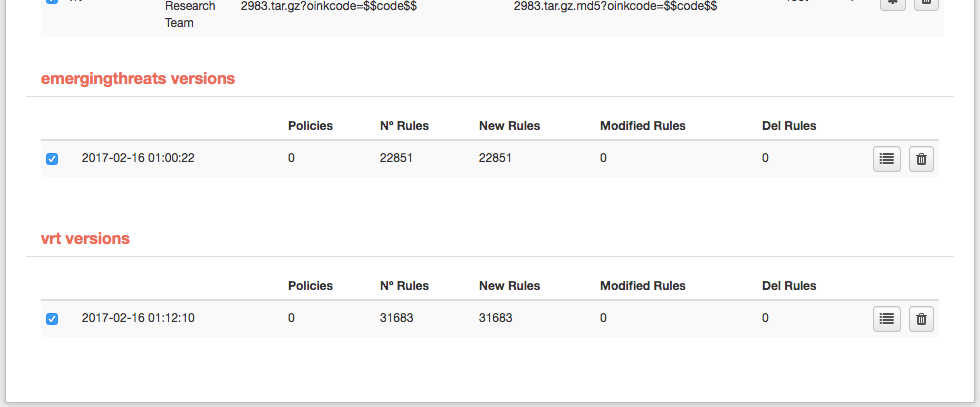 Research
2983.tar.gz?oinkcode=$$code$$ 2983.tar.gz.md5?oinkcode=$$code$$
Team
emergingthreats versions
Policies Nº Rules New Rules Modified Rules Del Rules
2017-02-16 01:00:22 0 22851 22851 0 0
vrt versions
Policies Nº Rules New Rules Modified Rules Del Rules
2017-02-16 01:12:10 0 31683 31683 0 0